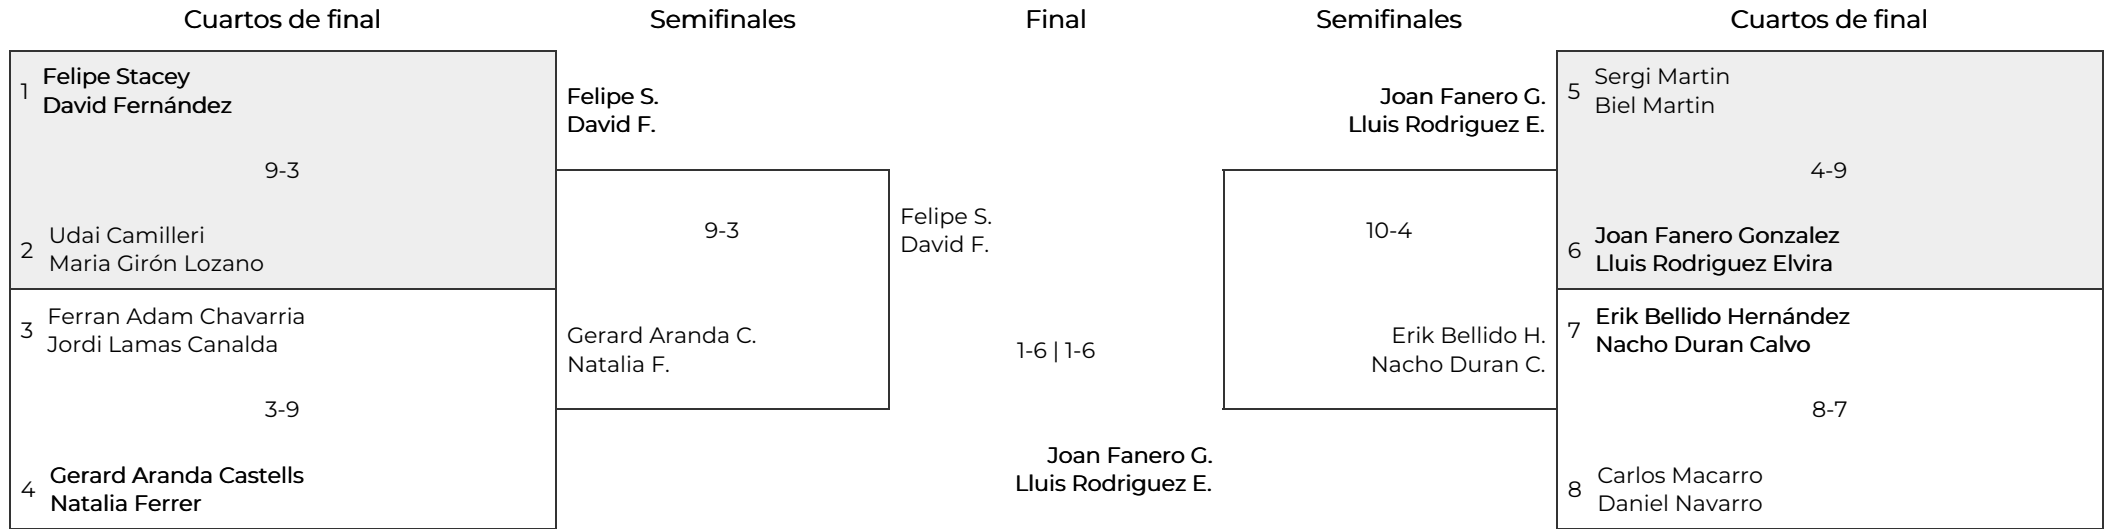 Cuartos de final
Semifinales
Final
Semifinales
Cuartos de final
1
Felipe Stacey
David Fernández
9-3
2
Udai Camilleri
Maria Girón Lozano
3
Ferran Adam Chavarria
Jordi Lamas Canalda
3-9
4
Gerard Aranda Castells
Natalia Ferrer
Felipe S.
David F.
9-3
Gerard Aranda C.
Natalia F.
Felipe S.
David F.
1-6 | 1-6
Joan Fanero G.
Lluis Rodriguez E.
Joan Fanero G.
Lluis Rodriguez E.
10-4
Erik Bellido H.
Nacho Duran C.
5
Sergi Martin
Biel Martin
4-9
6
Joan Fanero Gonzalez
Lluis Rodriguez Elvira
7
Erik Bellido Hernández
Nacho Duran Calvo
8-7
8
Carlos Macarro
Daniel Navarro